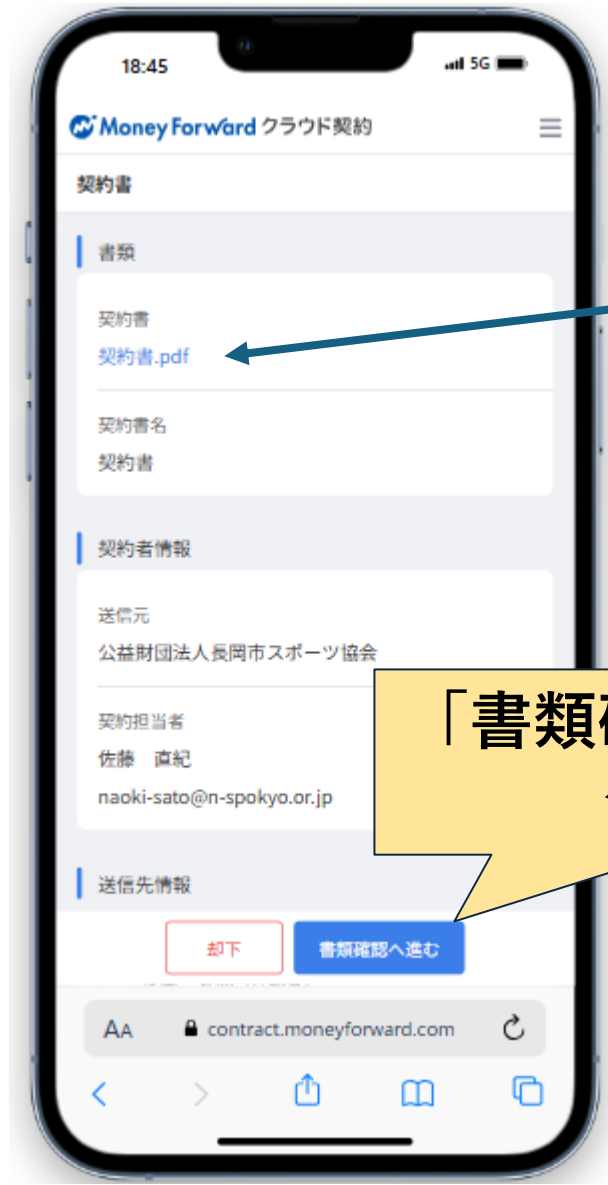 18:45
5G
Money Forward クラウド契約
契約書
書類
契約書
契約書.pdf
契約書名
契約書
契約者情報
送信元
公益財団法人長岡市スポーツ協会
契約担当者
佐藤 直紀
naoki-sato@n-spokyo.or.jp
「書類
送信先情報
却下 書類確認へ進む
AA contract.moneyforward.com